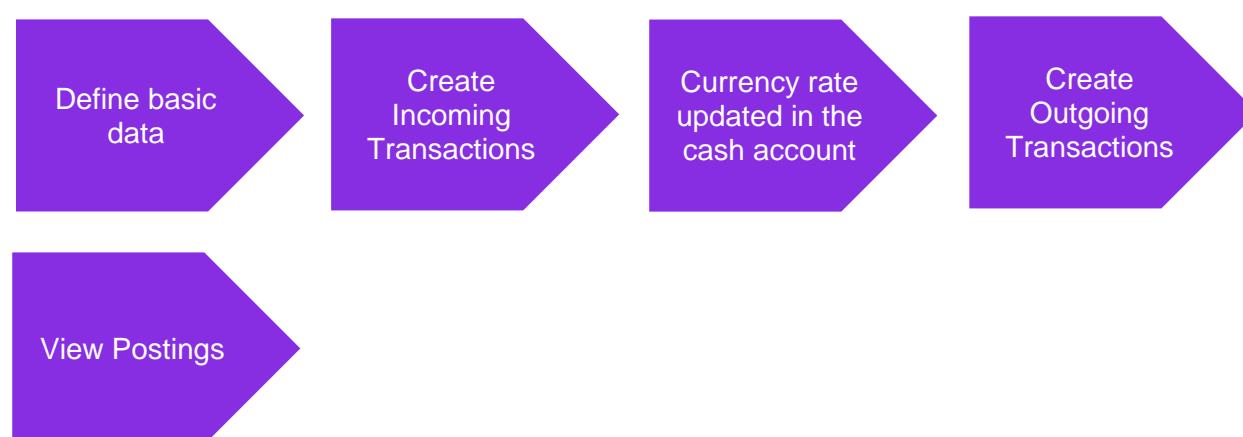 Define basic
data
Create
Incoming
Transactions
Currency rate
updated in the
cash account
Create
Outgoing
Transactions
View Postings